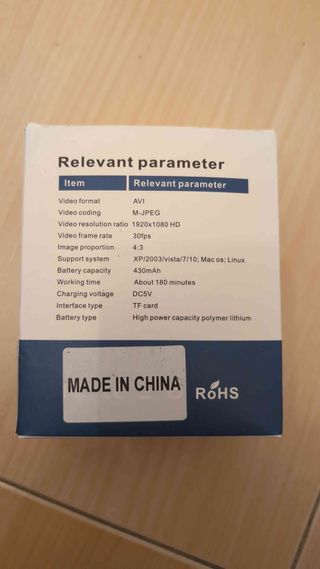 Relevant parameter
Item Relevant parameter
Video format AVI
Video coding M-JPEG
Video resolution ratio 1920x1080 HD
Video frame rate 30fps
Image proportion 4:3
Support system XP/2003/vista/7/10; Mac os; Linux
Battery capacity 430mAh
Working time About 180 minutes
Charging voltage DC5V
Interface type TF card
Battery type High power capacity polymer lithium
MADE IN CHINA
RoHS